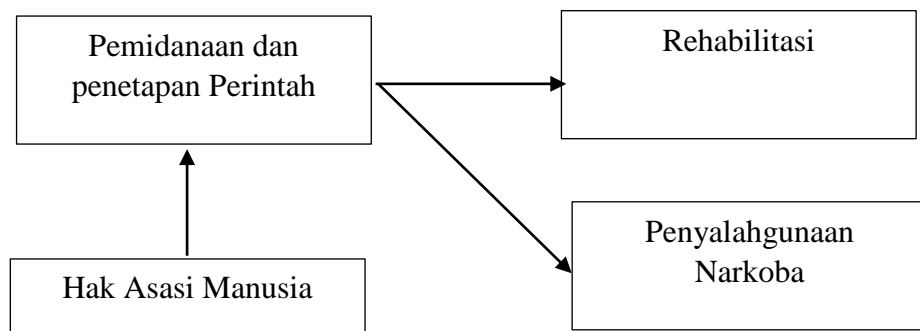 Pemidanaan dan
penetapan Perintah
Rehabilitasi
Penyalahgunaan
Narkoba
Hak Asasi Manusia